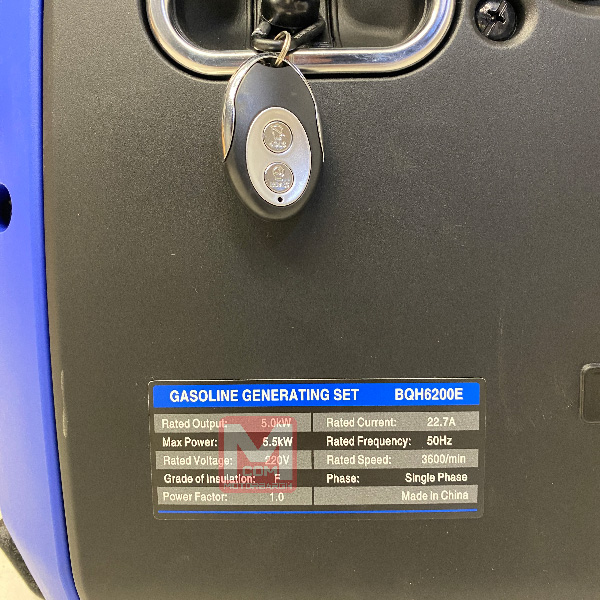 GASOLINE GENERATING SET BQH6200E
Rated Output: 5.0kW Rated Current: 22.7A
Max Power: 5.5kW Rated Frequency: 50Hz
Rated Voltage: 220V Rated Speed: 3600/min
Grade of insulation: F Phase: Single Phase
Power Factor: 1.0 Made in China
M
.COM